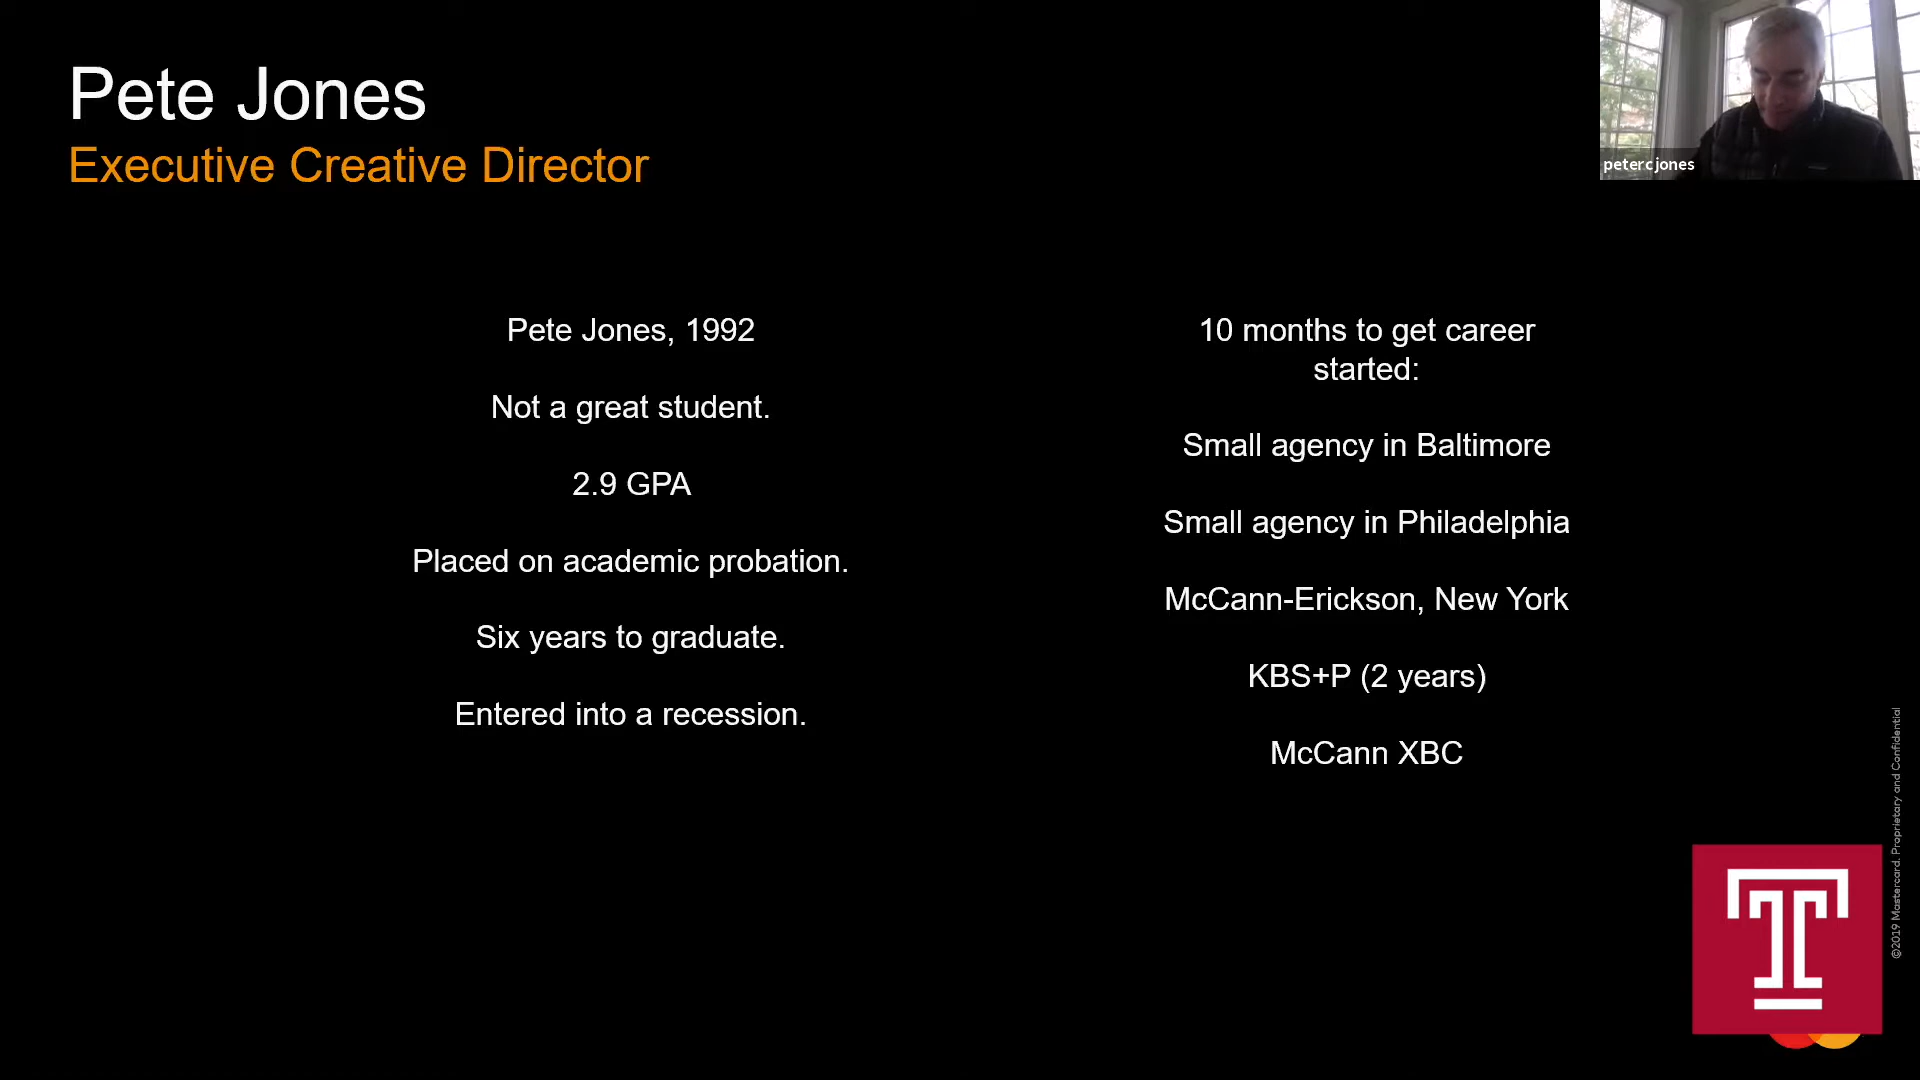 Pete Jones
Executive Creative Director
petercjones
Pete Jones, 1992
Not a great student.
2.9 GPA
Placed on academic probation.
Six years to graduate.
Entered into a recession.
10 months to get career
started:
Small agency in Baltimore
Small agency in Philadelphia
McCann-Erickson, New York
KBS+P (2 years)
McCann XBC
©2019 Mastercard. Proprietary and Confidential
T